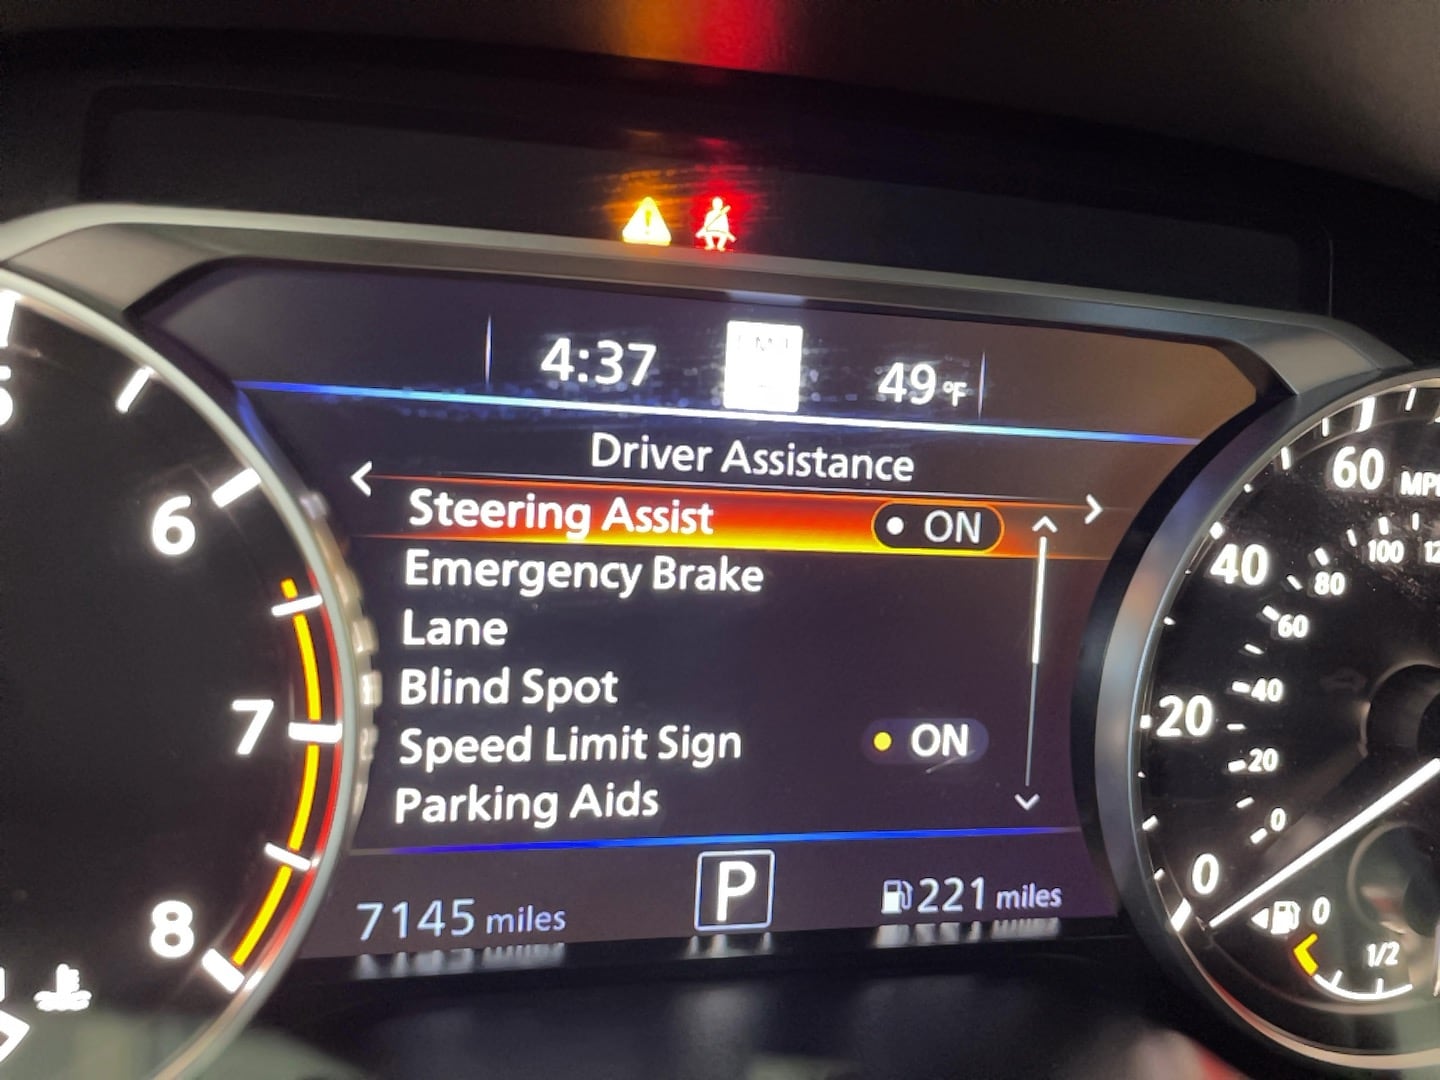 4:37 49°F
Driver Assistance
Steering Assist ON
Emergency Brake
Lane
Blind Spot
Speed Limit Sign ON
Parking Aids
7145 miles P 221 miles
6
7
8
60 MPH
40
20
0
100
80
60
40
20
0
0
1/2